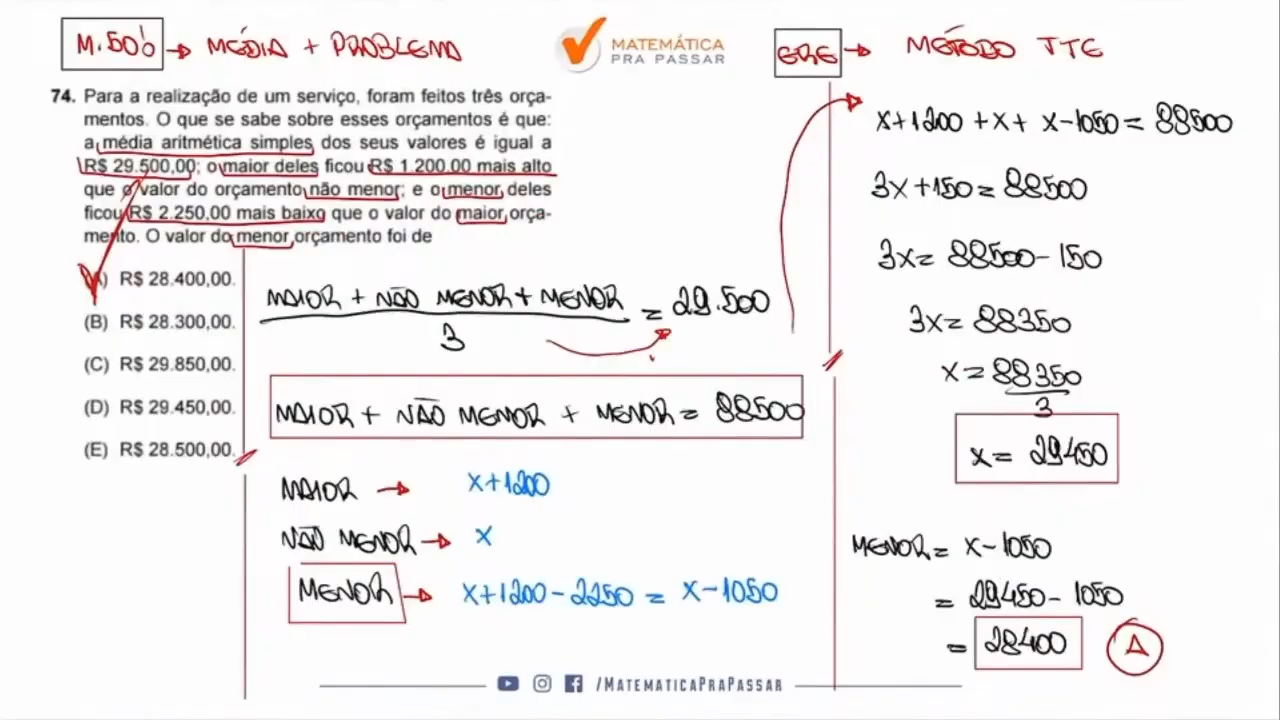 M.50% → MÉDIA + PROBLEMA
MATEMÁTICA
PRA PASSAR
→ MÉTODO TTE
74. Para a realização de um serviço, foram feitos três orça-
mentos. O que se sabe sobre esses orçamentos é que:
a média aritmética simples dos seus valores é igual a
R$ 29.500,00; o maior deles ficou R$ 1.200.00 mais alto
que o valor do orçamento não menor; e o menor deles
ficou R$ 2.250.00 mais baixo que o valor do maior orça-
mento. O valor do menor orçamento foi de
(A) R$ 28.400,00.
(B) R$ 28.300,00.
(C) R$ 29.850,00.
(D) R$ 29.450,00.
(E) R$ 28.500,00.
MAIOR + NÃO MENOR + MENOR
3
= 29.500
MAIOR + NÃO MENOR + MENOR = 88500
MAIOR → x+1200
NÃO MENOR → x
MENOR → x+1200-2250 = x-1050
x+1200 + x + x-1050 = 88500
3x+150 = 88500
3x = 88500-150
3x = 88350
x = 88350
3
x = 29450
MENOR = x-1050
= 29450-1050
= 28400 A
/MATEMATICAPRAPASSAR